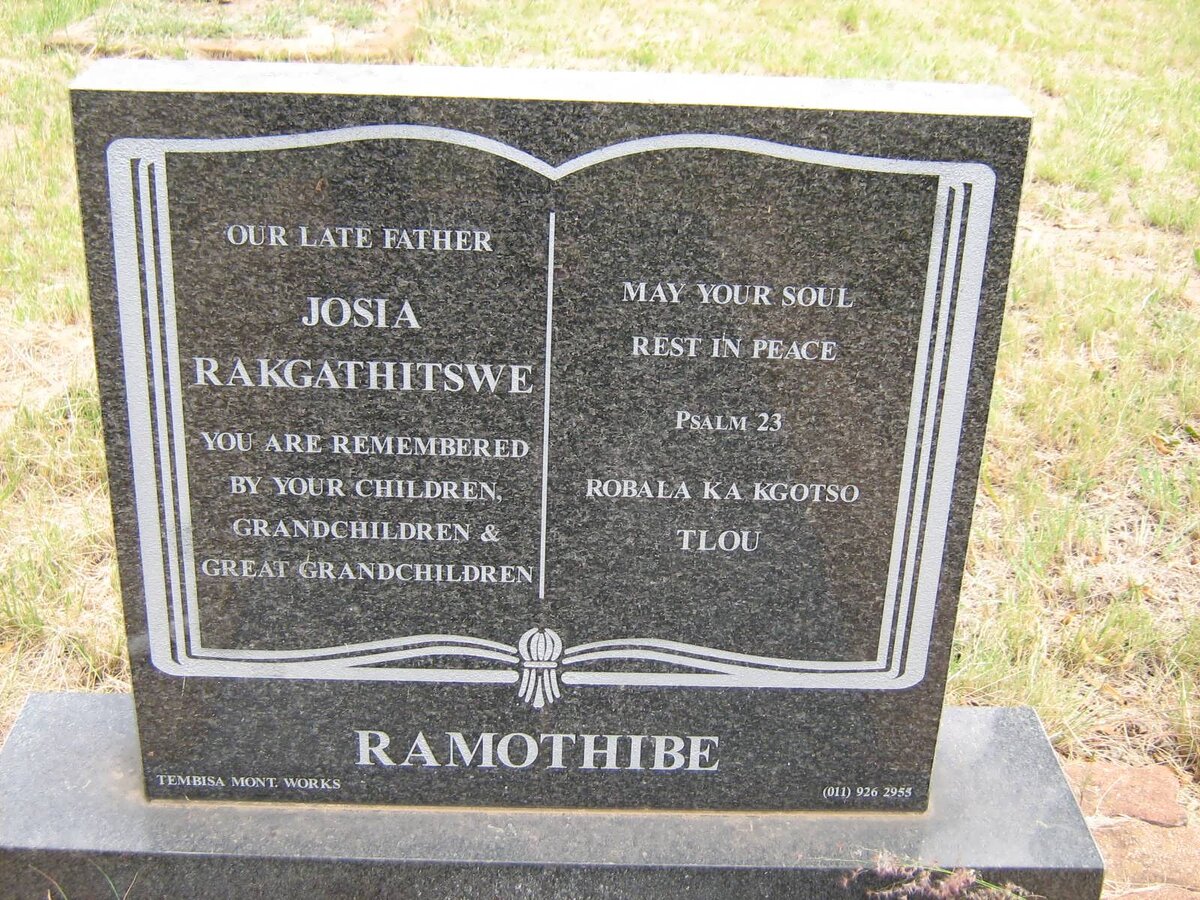 OUR LATE FATHER
JOSIA
RAKGATHITSWE
YOU ARE REMEMBERED
BY YOUR CHILDREN,
GRANDCHILDREN &
GREAT GRANDCHILDREN
MAY YOUR SOUL
REST IN PEACE
PSALM 23
ROBALA KA KGOTSO
TLOU
RAMOTHIBE
TEMBISA MONT. WORKS
(011) 926 2955